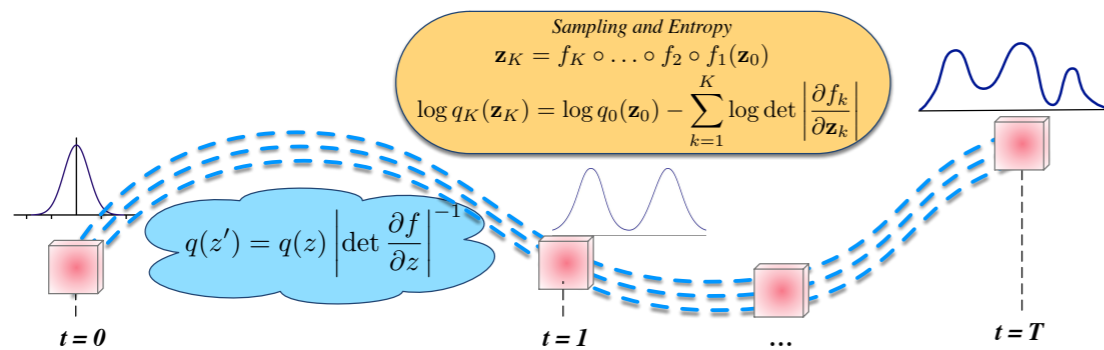 Sampling and Entropy
z_K = f_K ∘ … ∘ f_2 ∘ f_1(z_0)
log q_K(z_K) = log q_0(z_0) − ∑_{k=1}^{K} log det |∂f_k/∂z_k|
q(z′) = q(z) |det ∂f/∂z|^{−1}
t = 0
t = 1
...
t = T